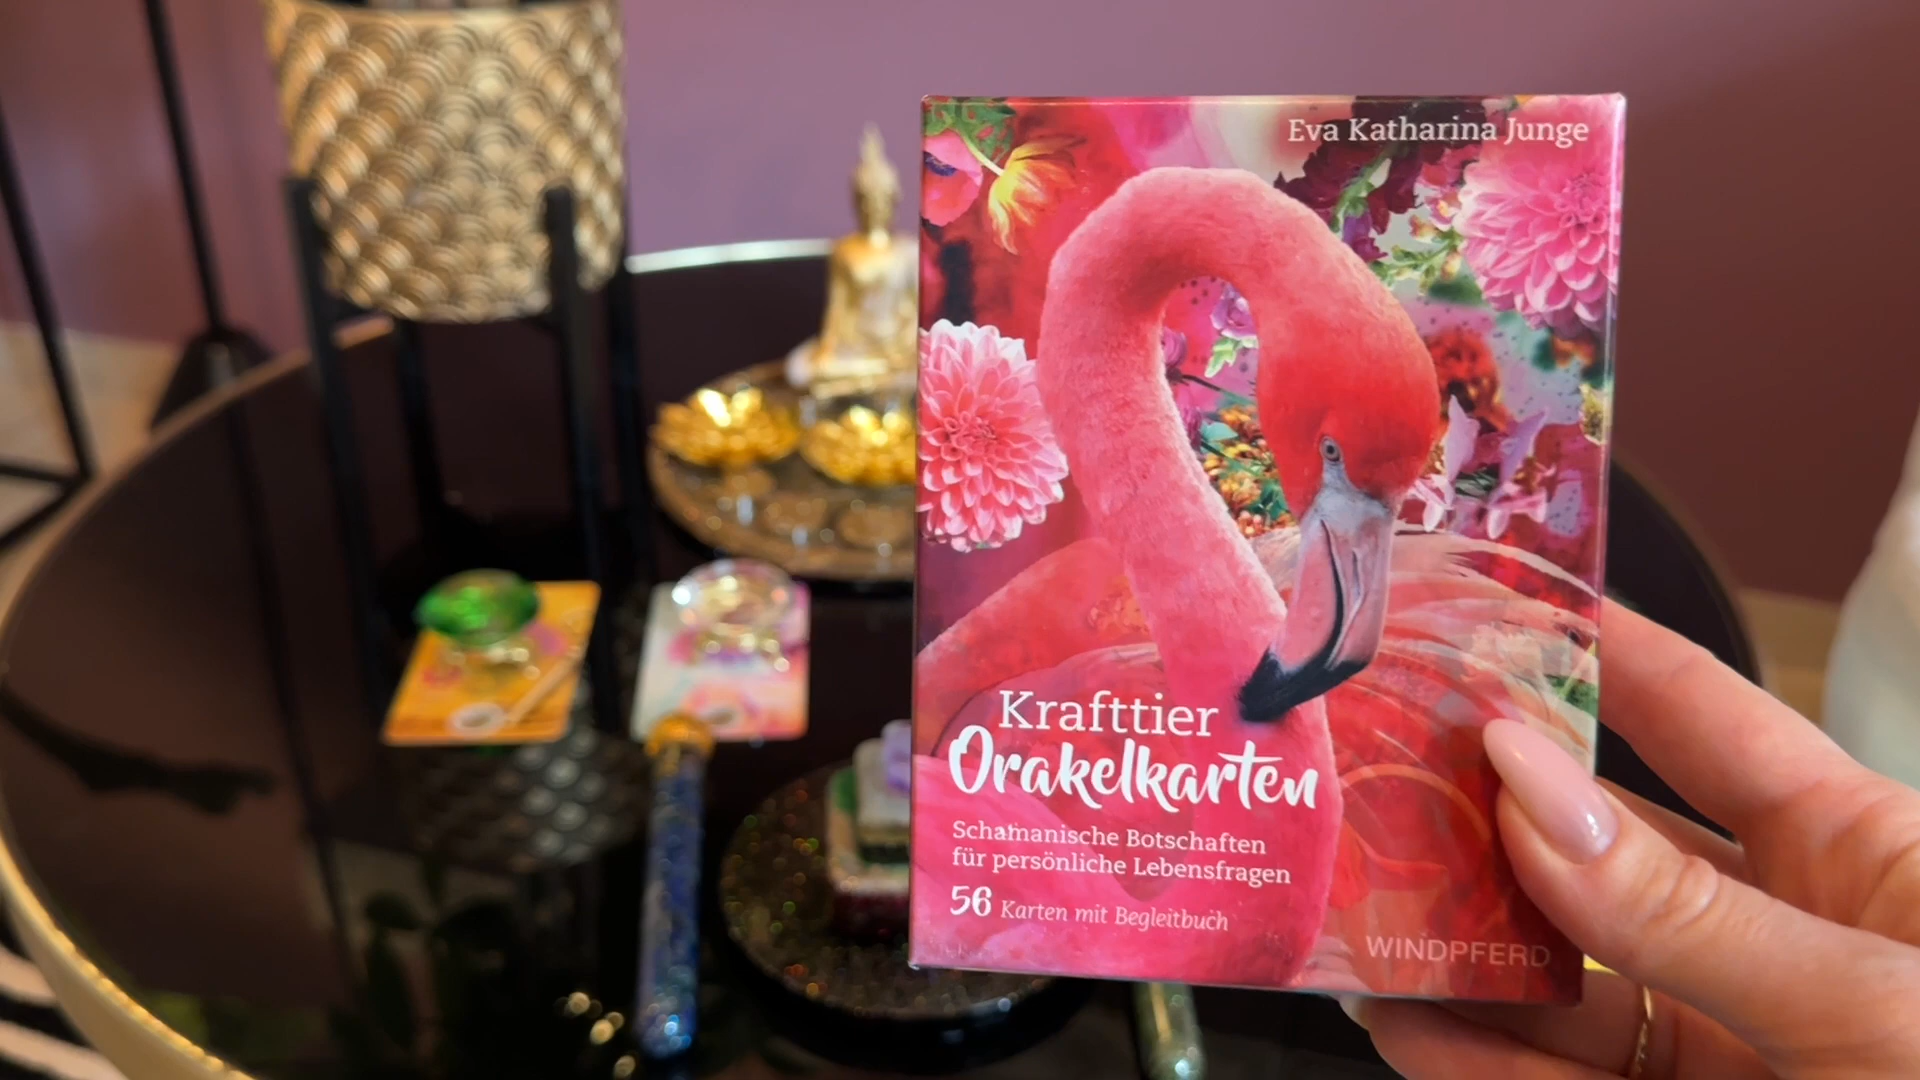 Eva Katharina Junge
Krafttier
Orakelkarten
Schamanische Botschaften
für persönliche Lebensfragen
56 Karten mit Begleitbuch
WINDPFERD